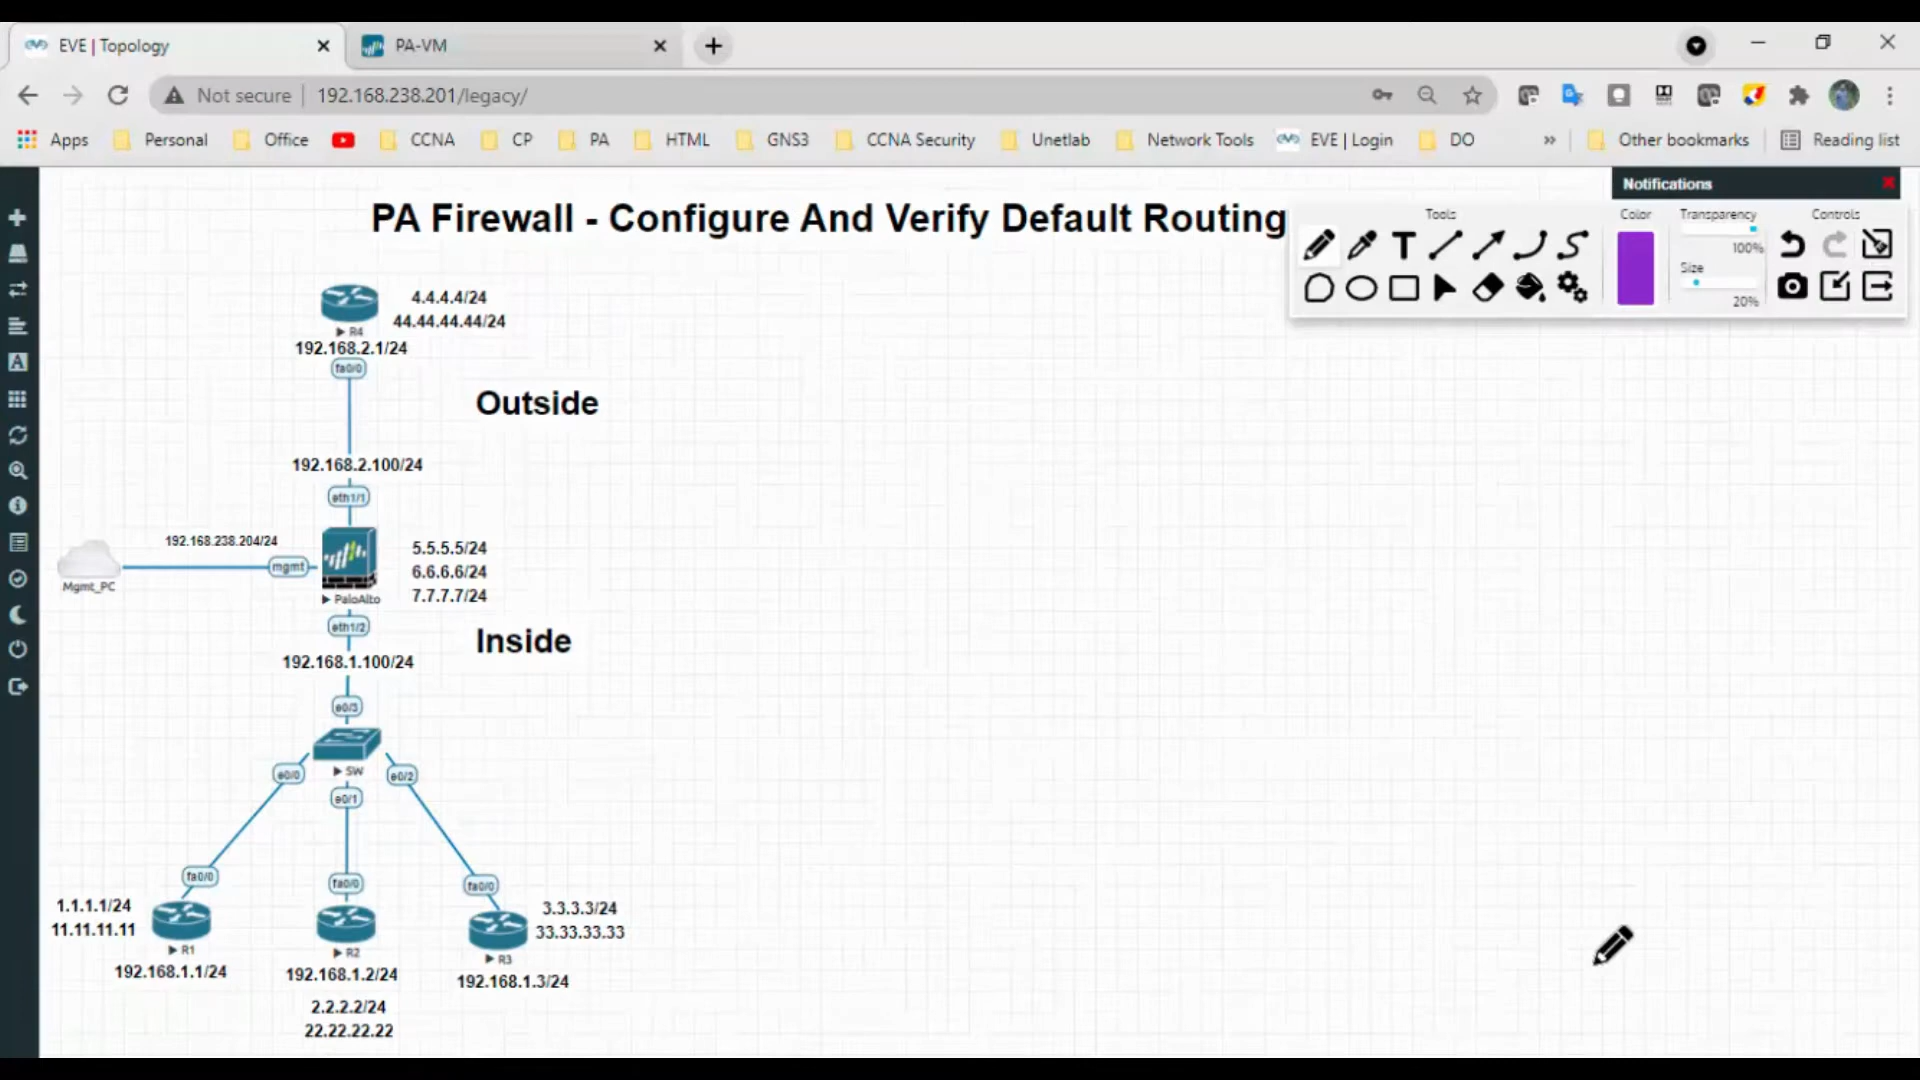 EVE | Topology
PA-VM
Not secure
192.168.238.201/legacy/
Apps
Personal
Office
CCNA
CP
PA
HTML
GNS3
CCNA Security
Unetlab
Network Tools
EVE | Login
DO
»
Other bookmarks
Reading list
Notifications
PA Firewall - Configure And Verify Default Routing
Tools
Color
Transparency
Controls
100%
Size
20%
4.4.4.4/24
44.44.44.44/24
R4
192.168.2.1/24
fa0/0
Outside
192.168.2.100/24
eth1/1
192.168.238.204/24
mgmt
Mgmt_PC
5.5.5.5/24
6.6.6.6/24
7.7.7.7/24
PaloAlto
eth1/2
Inside
192.168.1.100/24
e0/3
SW
e0/0
e0/2
e0/1
fa0/0
fa0/0
fa0/0
1.1.1.1/24
11.11.11.11
R1
192.168.1.1/24
R2
192.168.1.2/24
2.2.2.2/24
22.22.22.22
3.3.3.3/24
33.33.33.33
R3
192.168.1.3/24